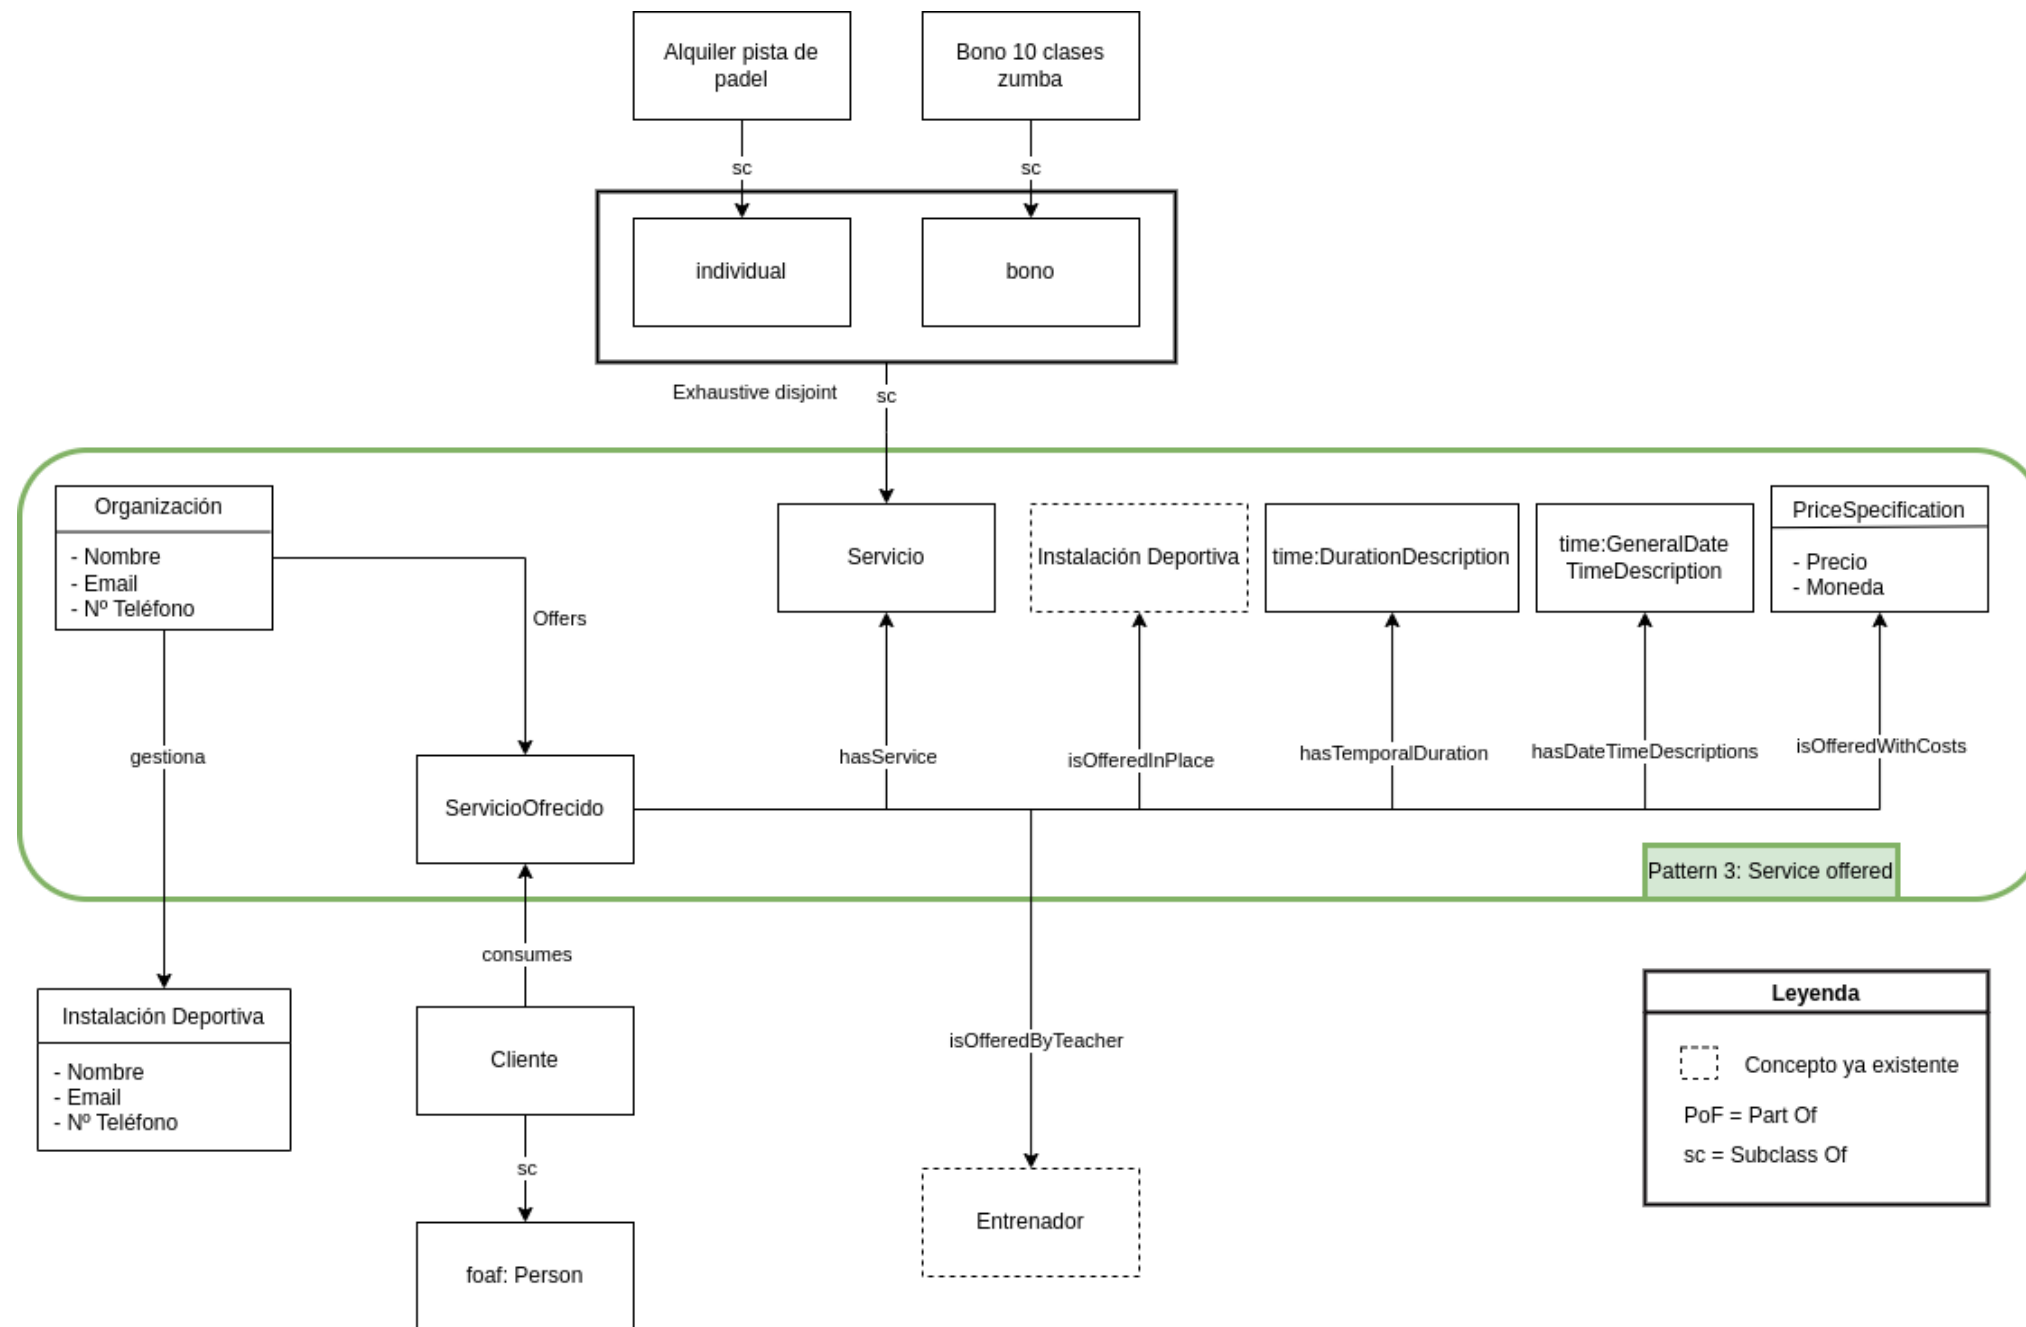 Alquiler pista de
padel
Bono 10 clases
zumba
sc
sc
individual
bono
Exhaustive disjoint
sc
Organización
- Nombre
- Email
- Nº Teléfono
Offers
Servicio
Instalación Deportiva
time:DurationDescription
time:GeneralDate
TimeDescription
PriceSpecification
- Precio
- Moneda
gestiona
hasService
isOfferedInPlace
hasTemporalDuration
hasDateTimeDescriptions
isOfferedWithCosts
ServicioOfrecido
Pattern 3: Service offered
consumes
Instalación Deportiva
- Nombre
- Email
- Nº Teléfono
Cliente
isOfferedByTeacher
sc
foaf: Person
Entrenador
Leyenda
Concepto ya existente
PoF = Part Of
sc = Subclass Of